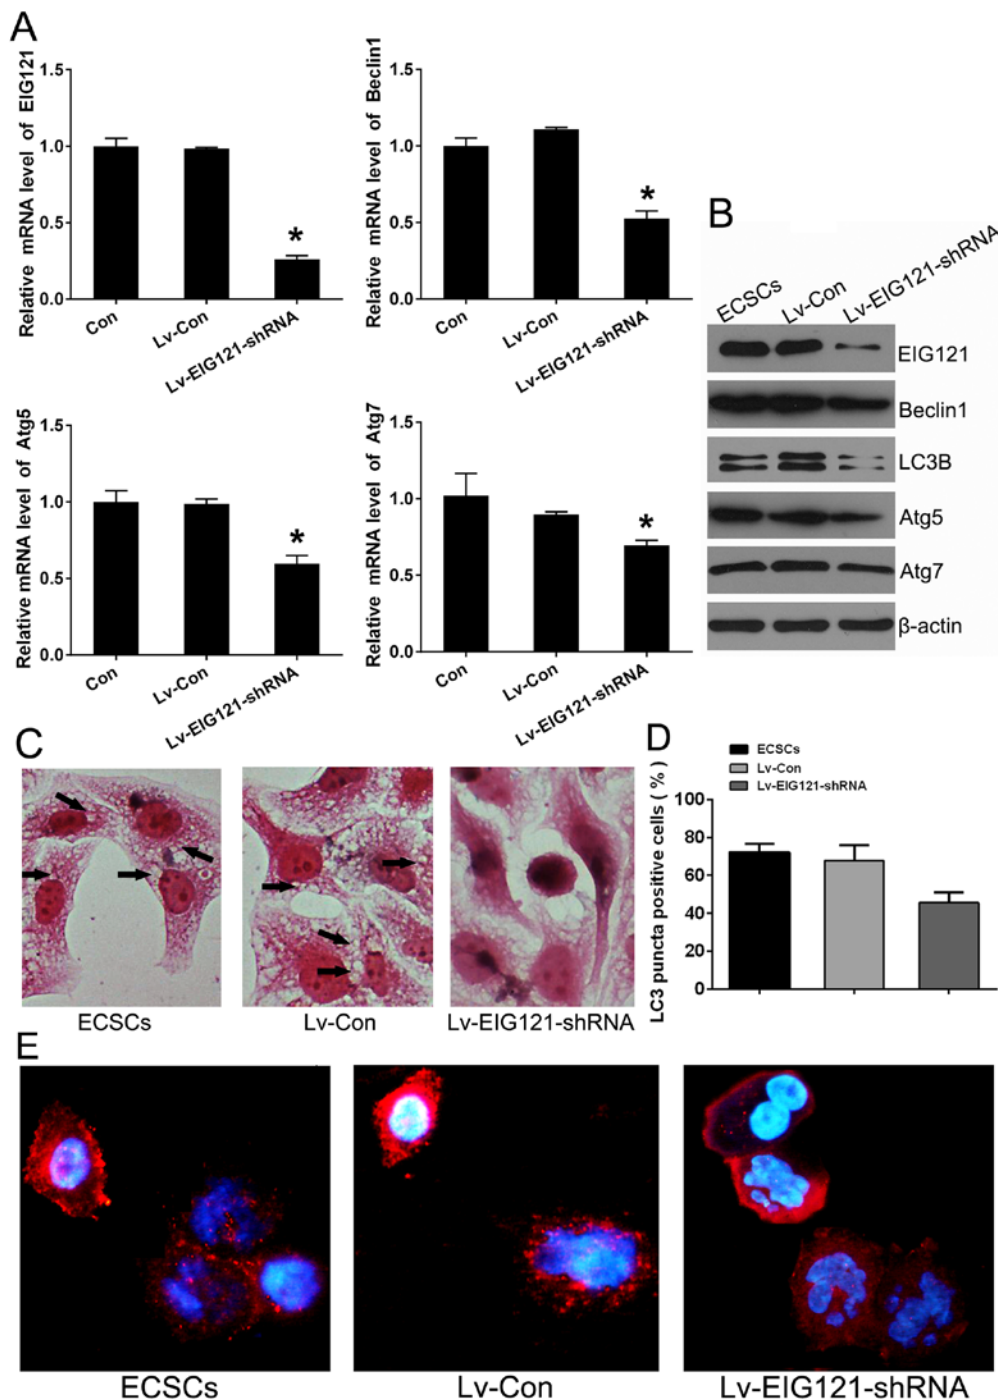 A
Relative mRNA level of EIG121
1.5
1.0
0.5
0.0
*
Con
Lv-Con
Lv-EIG121-shRNA
Relative mRNA level of Beclin1
1.5
1.0
0.5
0.0
*
Con
Lv-Con
Lv-EIG121-shRNA
Relative mRNA level of Atg5
1.5
1.0
0.5
0.0
*
Con
Lv-Con
Lv-EIG121-shRNA
Relative mRNA level of Atg7
1.5
1.0
0.5
0.0
*
Con
Lv-Con
Lv-EIG121-shRNA
B
ECSCs
Lv-Con
Lv-EIG121-shRNA
EIG121
Beclin1
LC3B
Atg5
Atg7
β-actin
C
ECSCs
Lv-Con
Lv-EIG121-shRNA
D
ECSCs
Lv-Con
Lv-EIG121-shRNA
LC3 puncta positive cells ( % )
100
80
60
40
20
0
E
ECSCs
Lv-Con
Lv-EIG121-shRNA